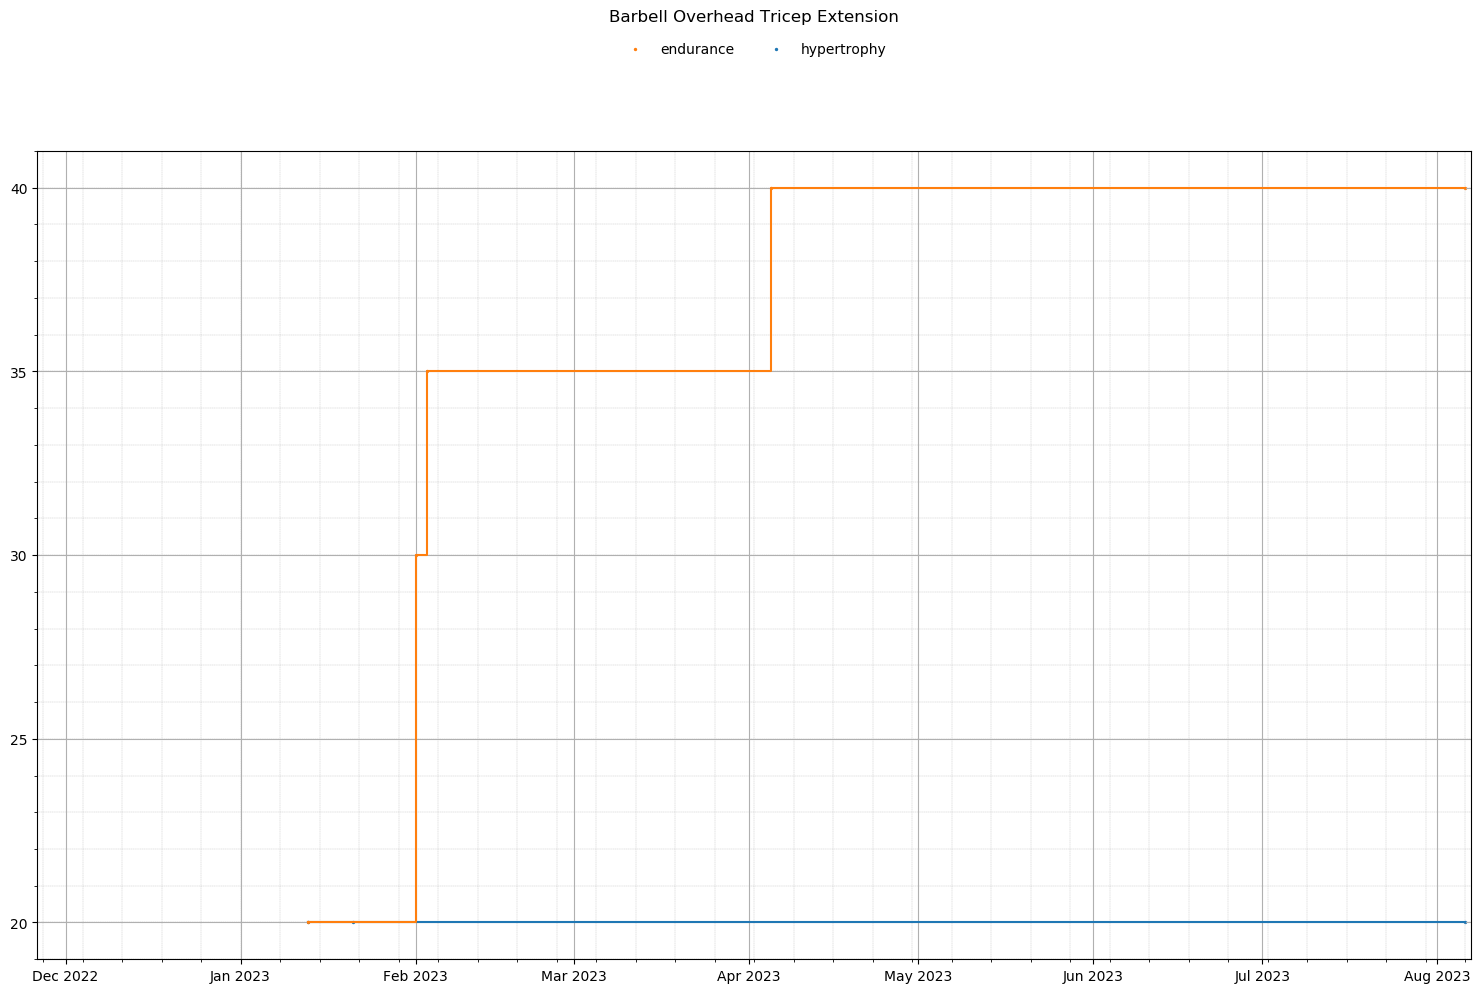 Barbell Overhead Tricep Extension
endurance hypertrophy
40
35
30
25
20
Dec 2022 Jan 2023 Feb 2023 Mar 2023 Apr 2023 May 2023 Jun 2023 Jul 2023 Aug 2023